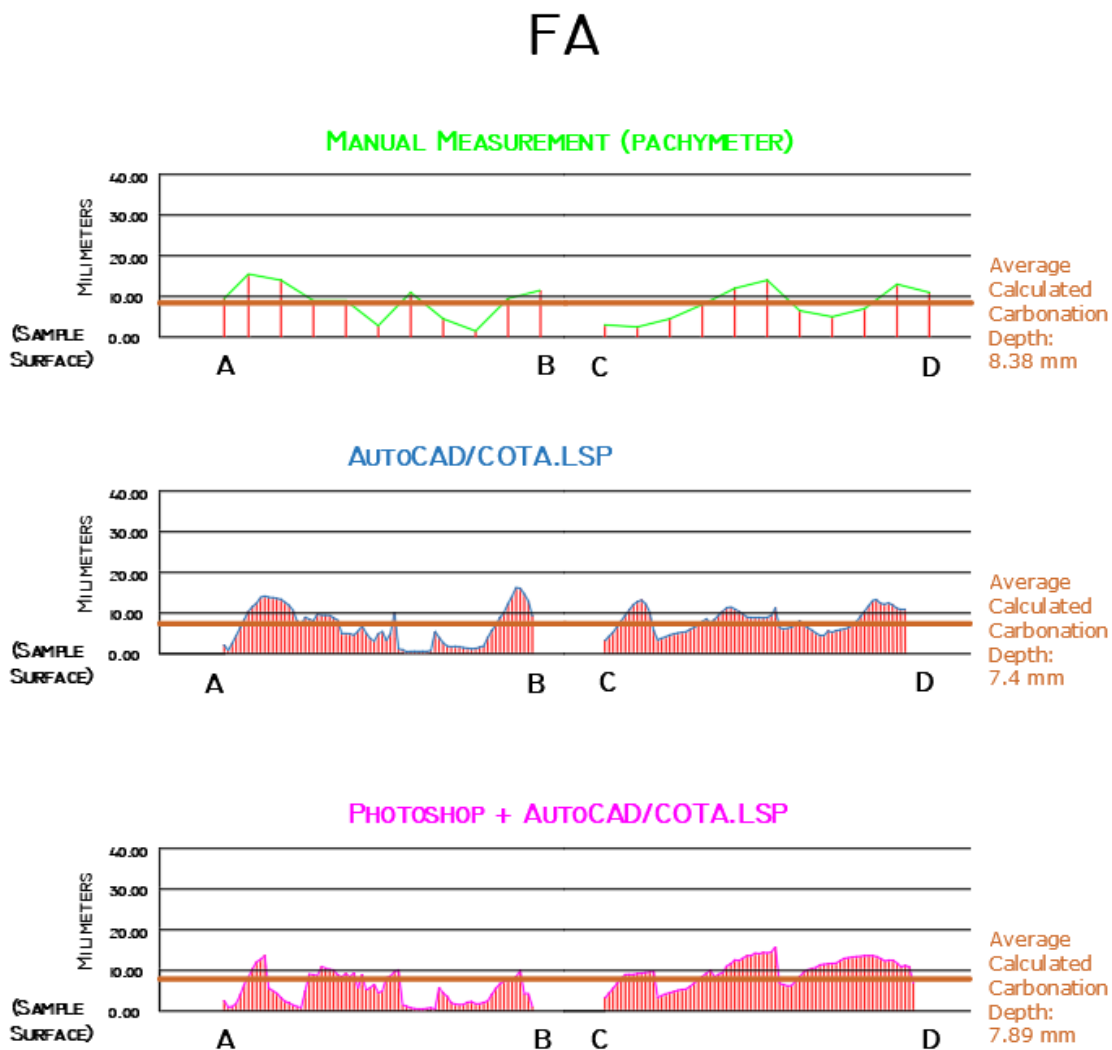 FA
MANUAL MEASUREMENT (PACHYMETER)
40.00
30.00
20.00
10.00
0.00
MILIMETERS
(SAMPLE
SURFACE)
A
B
C
D
Average
Calculated
Carbonation
Depth:
8.38 mm
AUTOCAD/COTA.LSP
40.00
30.00
20.00
10.00
0.00
MILIMETERS
(SAMPLE
SURFACE)
A
B
C
D
Average
Calculated
Carbonation
Depth:
7.4 mm
PHOTOSHOP + AUTOCAD/COTA.LSP
40.00
30.00
20.00
10.00
0.00
MILIMETERS
(SAMPLE
SURFACE)
A
B
C
D
Average
Calculated
Carbonation
Depth:
7.89 mm